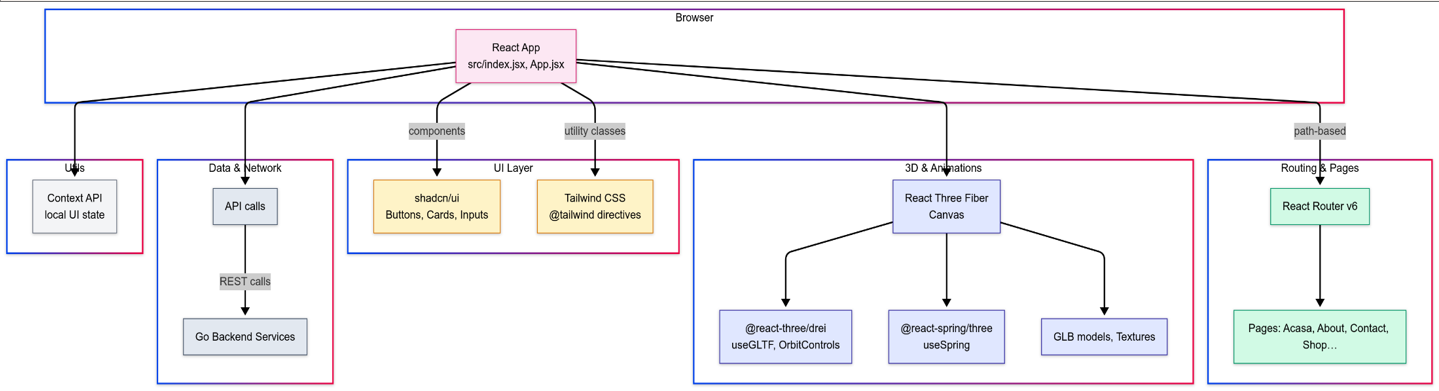 Browser
React App
src/index.jsx, App.jsx
components
utility classes
path-based
Utils
Data & Network
UI Layer
3D & Animations
Routing & Pages
Context API
local UI state
API calls
shadcn/ui
Buttons, Cards, Inputs
Tailwind CSS
@tailwind directives
React Three Fiber
Canvas
React Router v6
REST calls
Go Backend Services
@react-three/drei
useGLTF, OrbitControls
@react-spring/three
useSpring
GLB models, Textures
Pages: Acasa, About, Contact,
Shop…